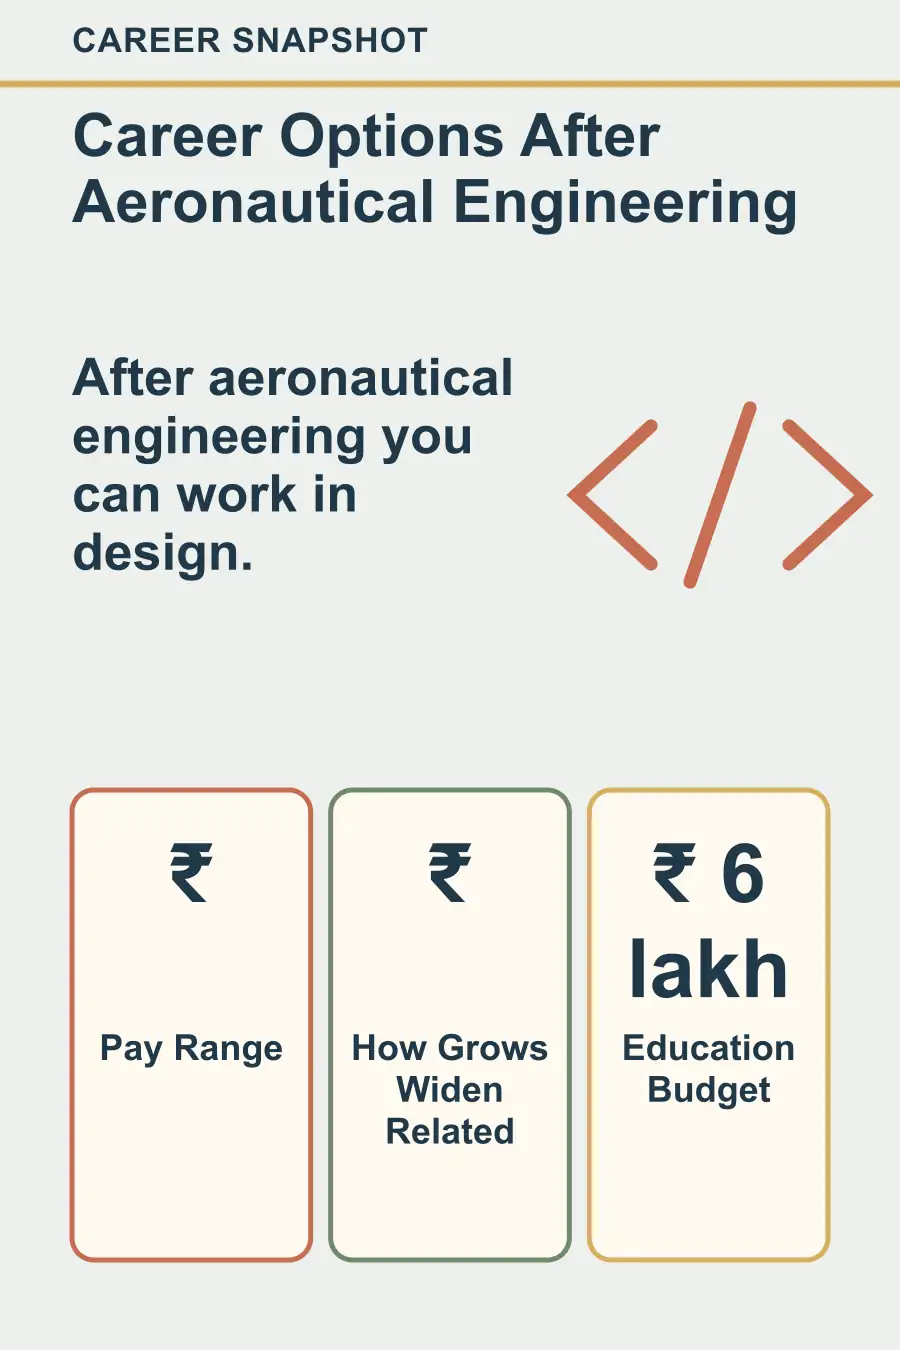 CAREER SNAPSHOT
Career Options After
Aeronautical Engineering
After aeronautical
engineering you
can work in
design.
₹
Pay Range
₹
How Grows
Widen
Related
₹ 6
lakh
Education
Budget